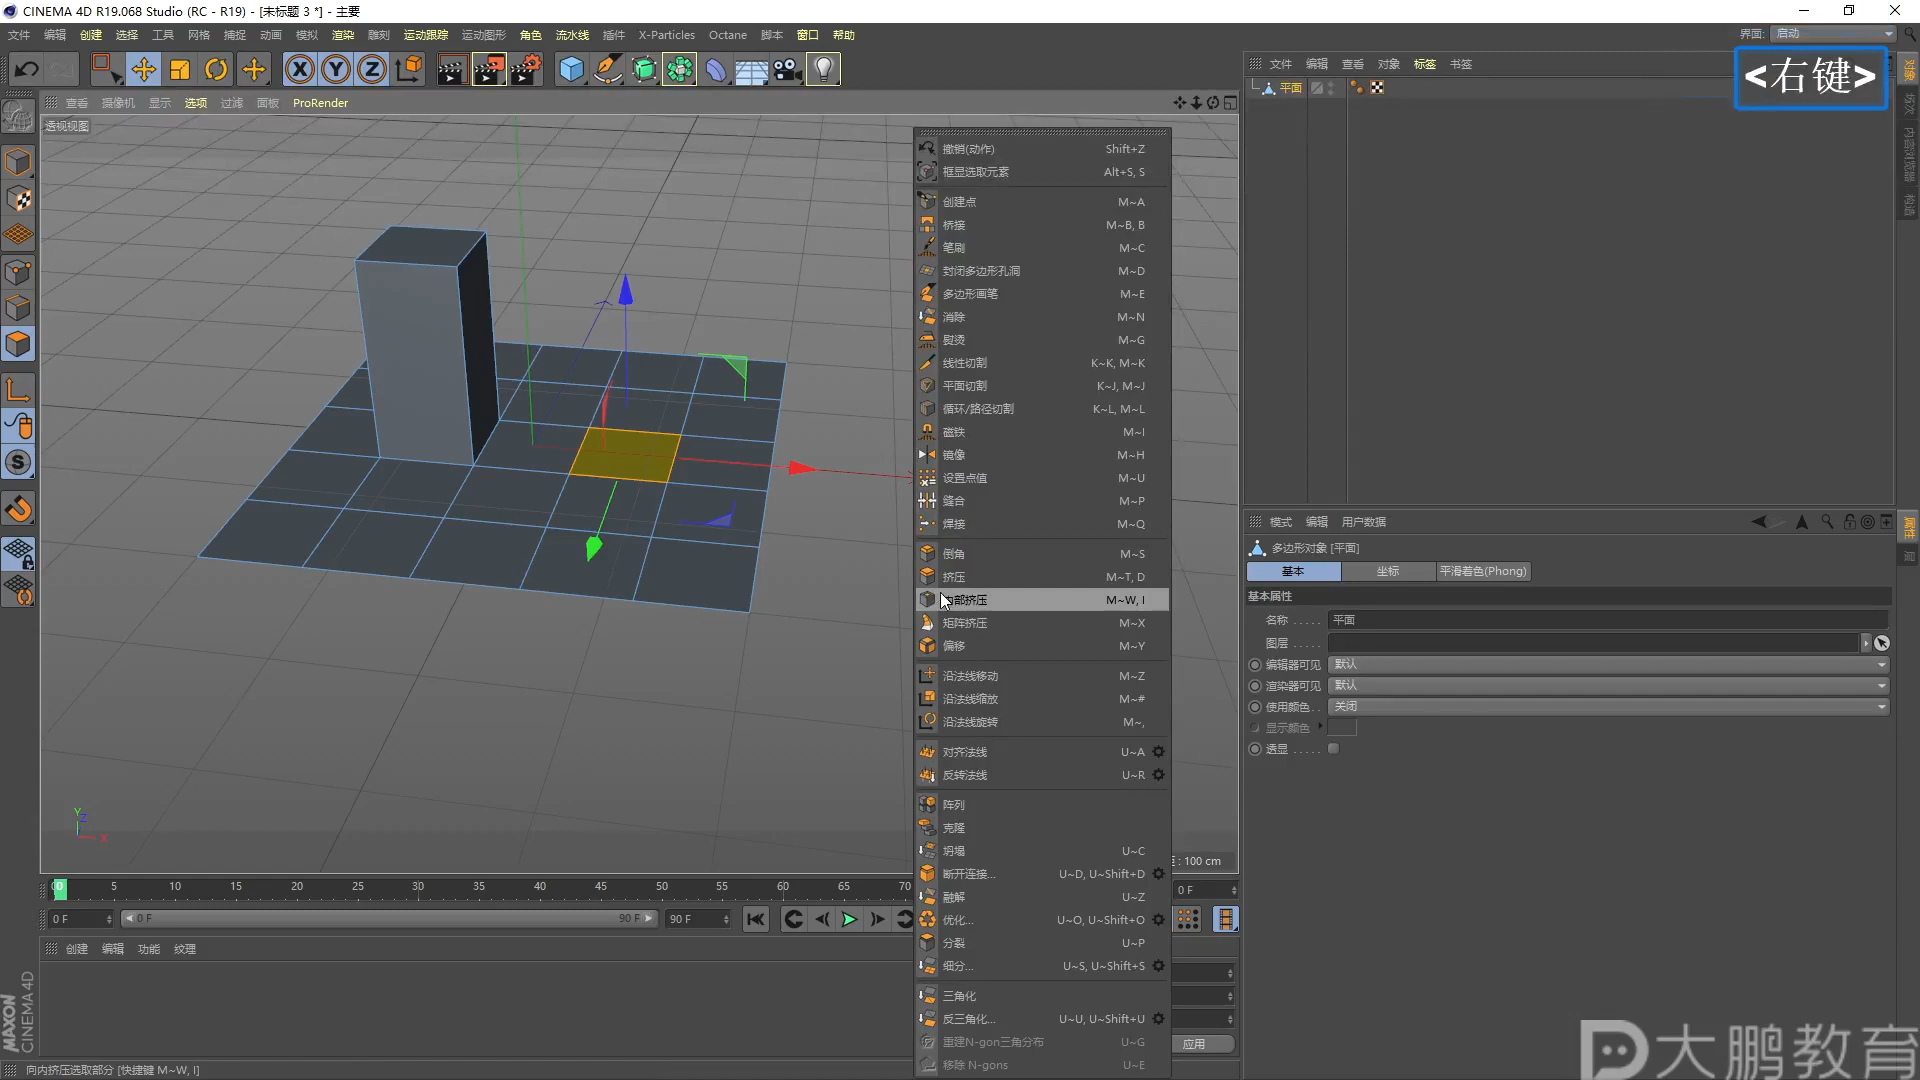 CINEMA 4D R19.068 Studio (RC - R19) - [未标题 3 *] - 主要
文件 编辑 创建 选择 工具 网格 捕捉 动画 模拟 渲染 雕刻 运动跟踪 运动图形 角色 流水线 插件 X-Particles Octane 脚本 窗口 帮助
界面: 启动
文件 编辑 查看 对象 标签 书签
<右键>
平面
对象
场次
内容浏览器
构造
查看 摄像机 显示 选项 过滤 面板 ProRender
透视视图
撤销(动作) Shift+Z
框显选取元素 Alt+S, S
创建点 M~A
桥接 M~B, B
笔刷 M~C
封闭多边形孔洞 M~D
多边形画笔 M~E
消除 M~N
熨烫 M~G
线性切割 K~K, M~K
平面切割 K~J, M~J
循环/路径切割 K~L, M~L
磁铁 M~I
镜像 M~H
设置点值 M~U
缝合 M~P
焊接 M~Q
倒角 M~S
挤压 M~T, D
内部挤压 M~W, I
矩阵挤压 M~X
偏移 M~Y
沿法线移动 M~Z
沿法线缩放 M~#
沿法线旋转 M~,
对齐法线 U~A
反转法线 U~R
阵列
克隆
坍塌 U~C
断开连接... U~D, U~Shift+D
融解 U~Z
优化... U~O, U~Shift+O
分裂 U~P
细分... U~S, U~Shift+S
三角化
反三角化... U~U, U~Shift+U
重建N-gon三角分布 U~G
移除 N-gons U~E
模式 编辑 用户数据
属性
层
多边形对象 [平面]
基本 坐标 平滑着色(Phong)
基本属性
名称 ..... 平面
图层 .....
编辑器可见 默认
渲染器可见 默认
使用颜色.. 关闭
显示颜色
透显 .....
Y
Z
X
: 100 cm
0 5 10 15 20 25 30 35 40 45 50 55 60 65 70
0 F
0 F 0 F 90 F 90 F
创建 编辑 功能 纹理
应用
MAXON
CINEMA 4D
向内挤压选取部分 [快捷键 M~W, I]
大鹏教育